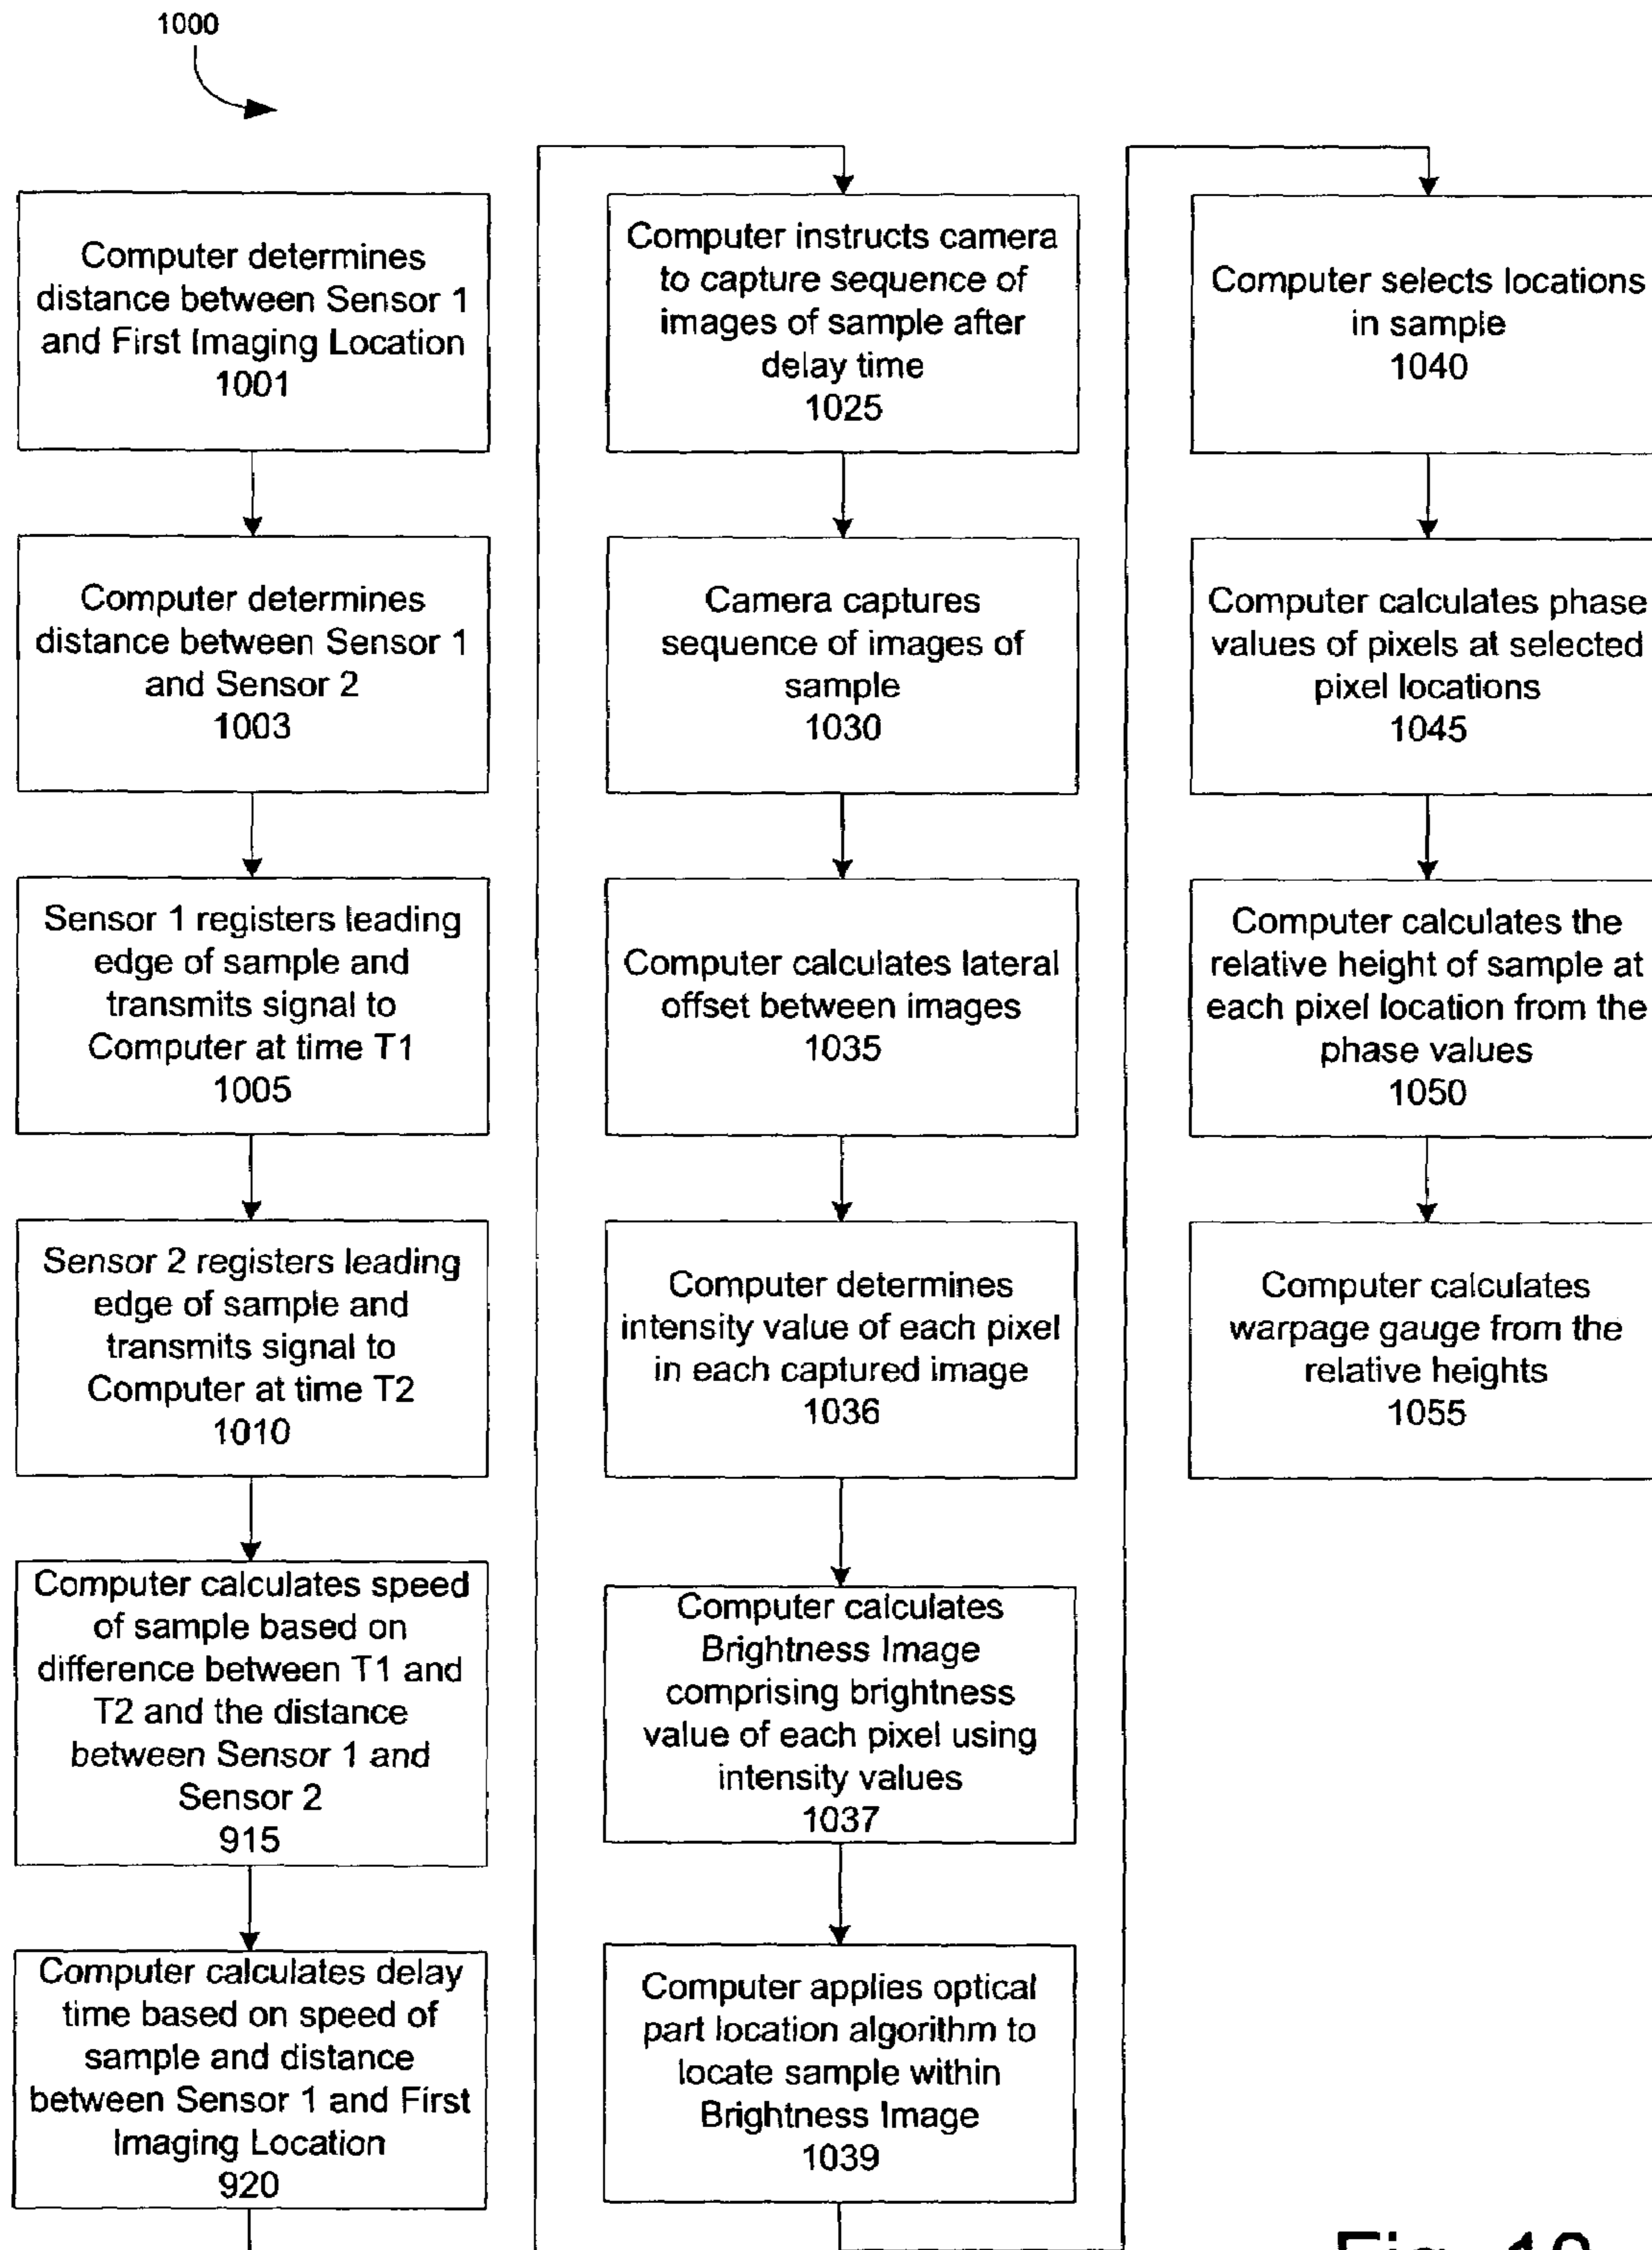 1000
Computer determines
distance between Sensor 1
and First Imaging Location
1001
Computer determines
distance between Sensor 1
and Sensor 2
1003
Sensor 1 registers leading
edge of sample and
transmits signal to
Computer at time T1
1005
Sensor 2 registers leading
edge of sample and
transmits signal to
Computer at time T2
1010
Computer calculates speed
of sample based on
difference between T1 and
T2 and the distance
between Sensor 1 and
Sensor 2
915
Computer calculates delay
time based on speed of
sample and distance
between Sensor 1 and First
Imaging Location
920
Computer instructs camera
to capture sequence of
images of sample after
delay time
1025
Camera captures
sequence of images of
sample
1030
Computer calculates lateral
offset between images
1035
Computer determines
intensity value of each pixel
in each captured image
1036
Computer calculates
Brightness Image
comprising brightness
value of each pixel using
intensity values
1037
Computer applies optical
part location algorithm to
locate sample within
Brightness Image
1039
Computer selects locations
in sample
1040
Computer calculates phase
values of pixels at selected
pixel locations
1045
Computer calculates the
relative height of sample at
each pixel location from the
phase values
1050
Computer calculates
warpage gauge from the
relative heights
1055
Fig. 10